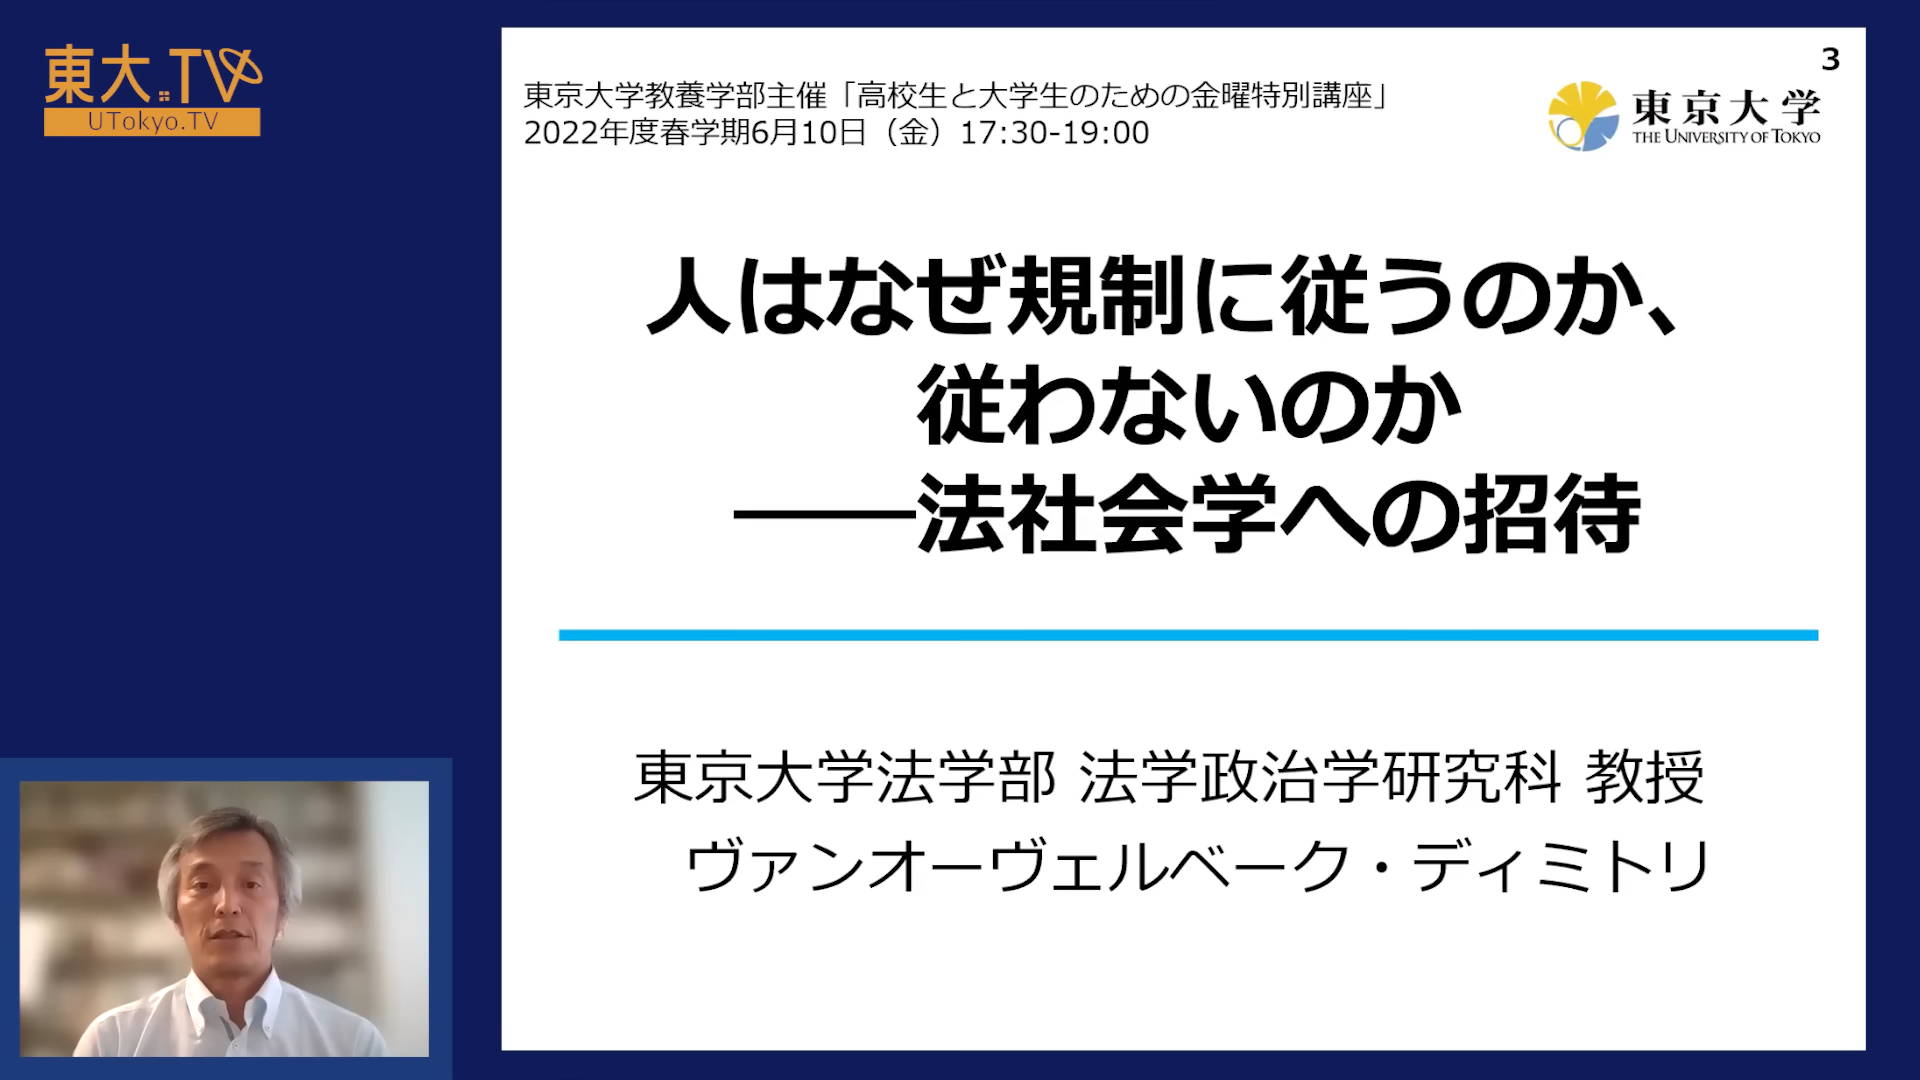 東大.TV
UTokyo.TV
3
東京大学教養学部主催「高校生と大学生のための金曜特別講座」
2022年度春学期6月10日（金）17:30-19:00
東京大学
THE UNIVERSITY OF TOKYO
人はなぜ規制に従うのか、
従わないのか
――法社会学への招待
東京大学法学部 法学政治学研究科 教授
ヴァンオーヴェルベーク・ディミトリ